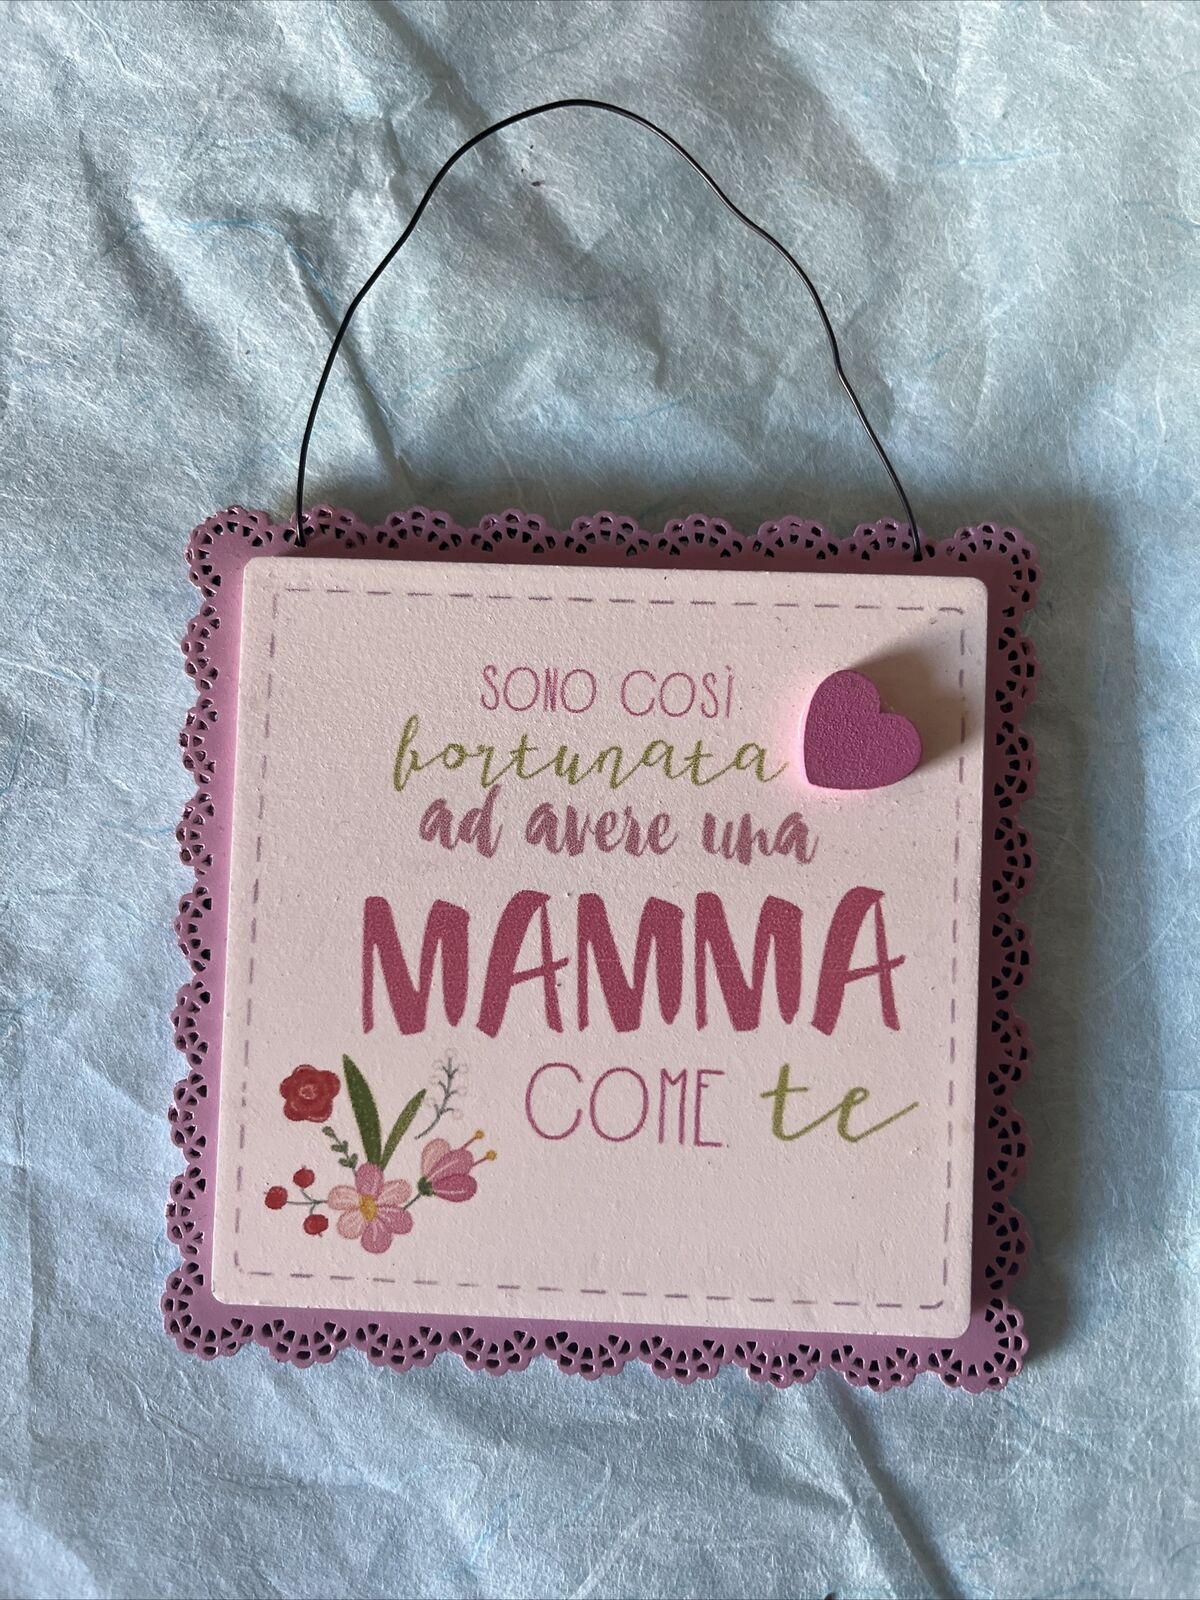 SONO COSÌ
fortunata
ad avere una
MAMMA
COME te